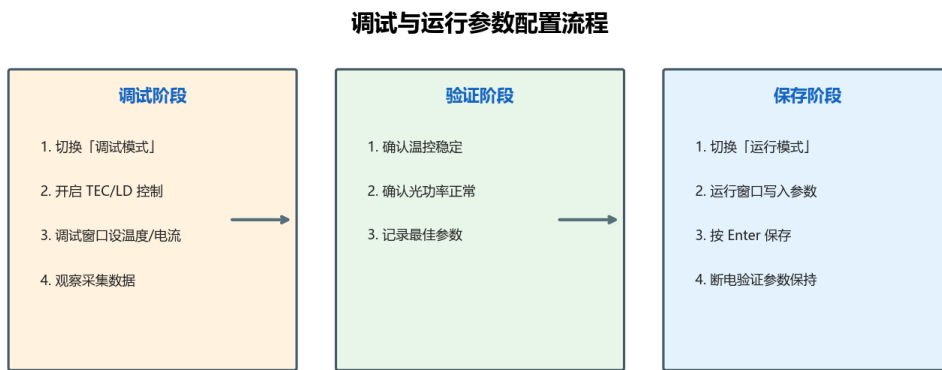 调试与运行参数配置流程
调试阶段
1. 切换「调试模式」
2. 开启 TEC/LD 控制
3. 调试窗口设温度/电流
4. 观察采集数据
验证阶段
1. 确认温控稳定
2. 确认光功率正常
3. 记录最佳参数
保存阶段
1. 切换「运行模式」
2. 运行窗口写入参数
3. 按 Enter 保存
4. 断电验证参数保持